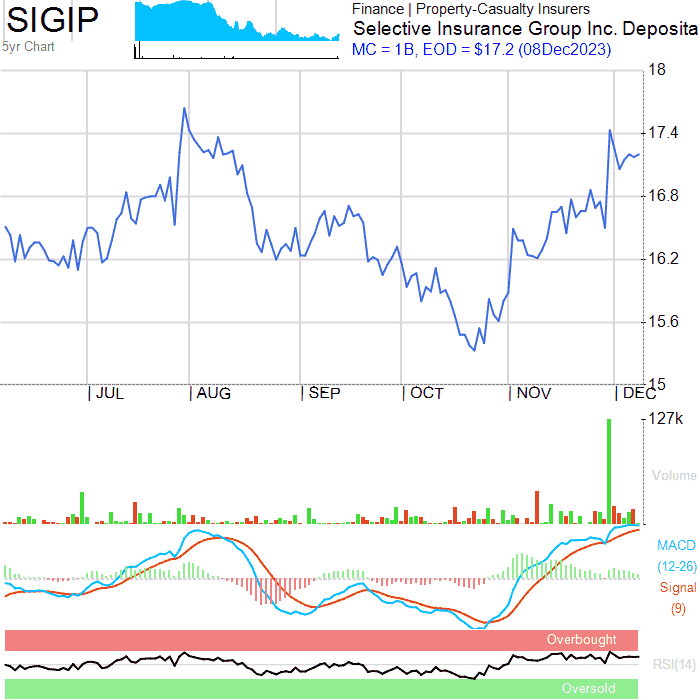 SIGIP
5yr Chart
Finance | Property-Casualty Insurers
Selective Insurance Group Inc. Deposita
MC = 1B, EOD = $17.2 (08Dec2023)
18
17.4
16.8
16.2
15.6
15
JUL AUG SEP OCT NOV DEC
127k
Volume
MACD
(12-26)
Signal
(9)
Overbought
RSI(14)
Oversold